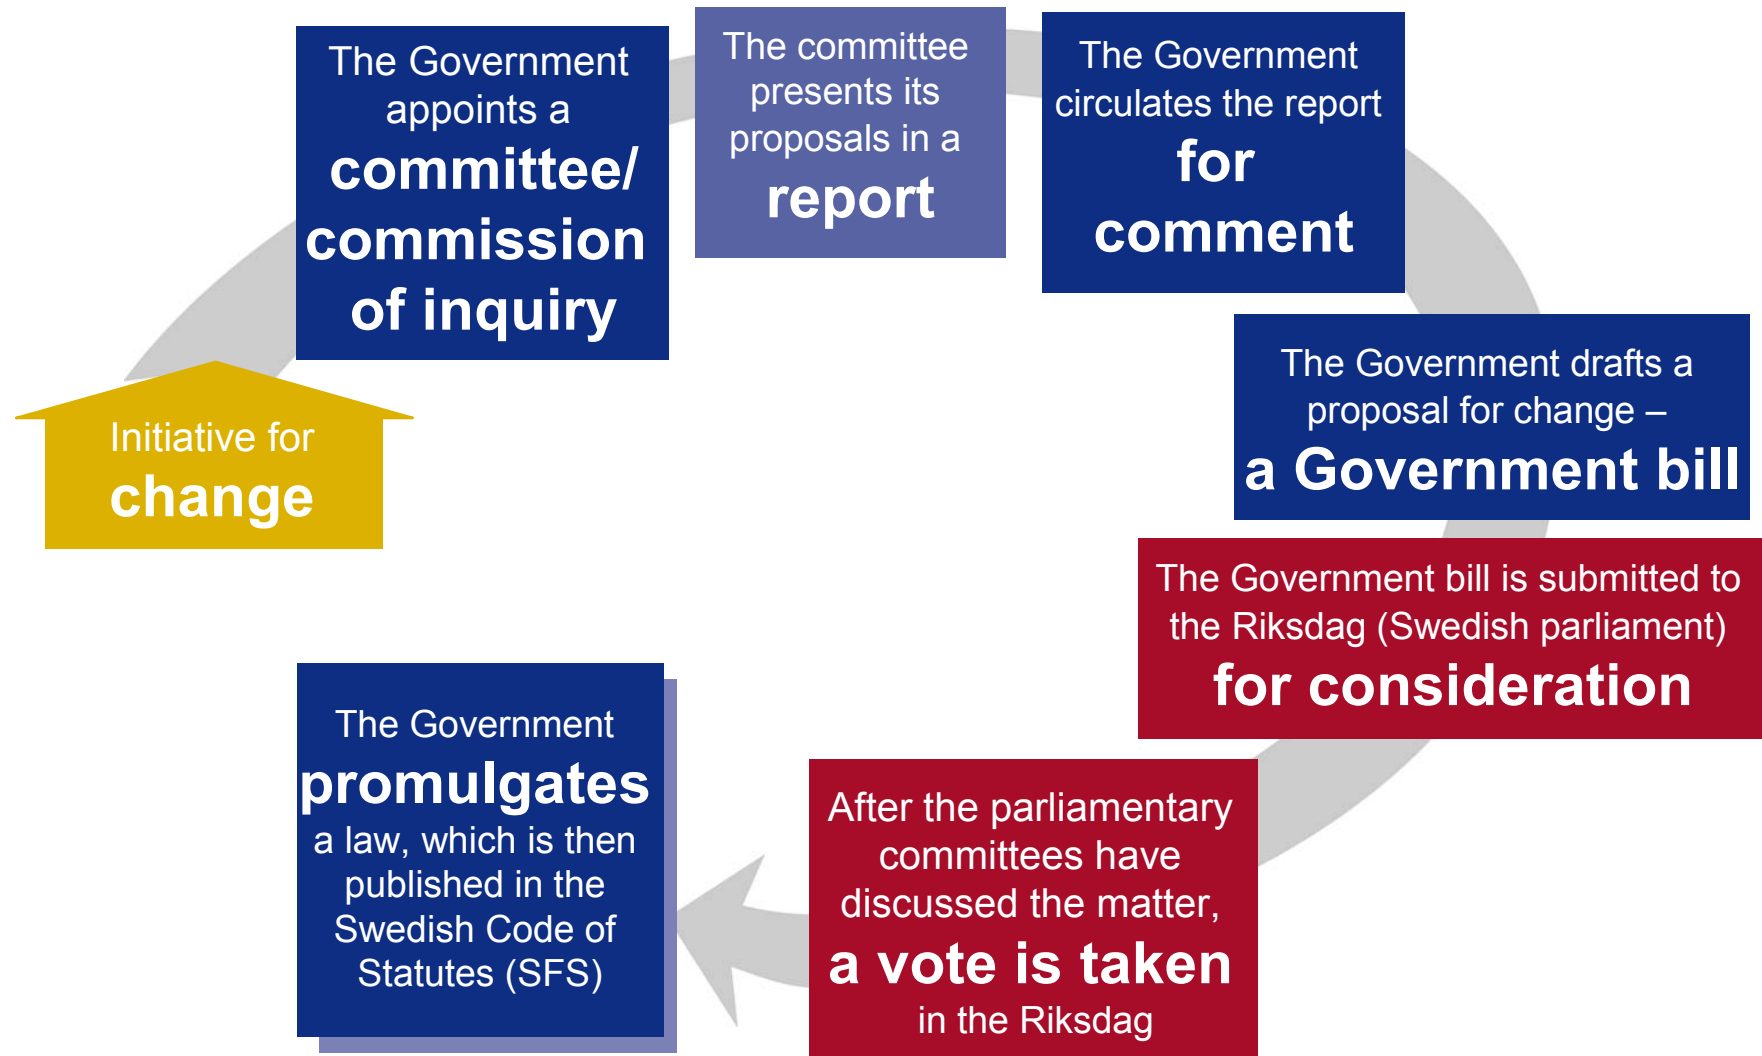 Initiative for
change
The Government
appoints a
committee/
commission
of inquiry
The committee
presents its
proposals in a
report
The Government
circulates the report
for
comment
The Government drafts a
proposal for change –
a Government bill
The Government bill is submitted to
the Riksdag (Swedish parliament)
for consideration
After the parliamentary
committees have
discussed the matter,
a vote is taken
in the Riksdag
The Government
promulgates
a law, which is then
published in the
Swedish Code of
Statutes (SFS)